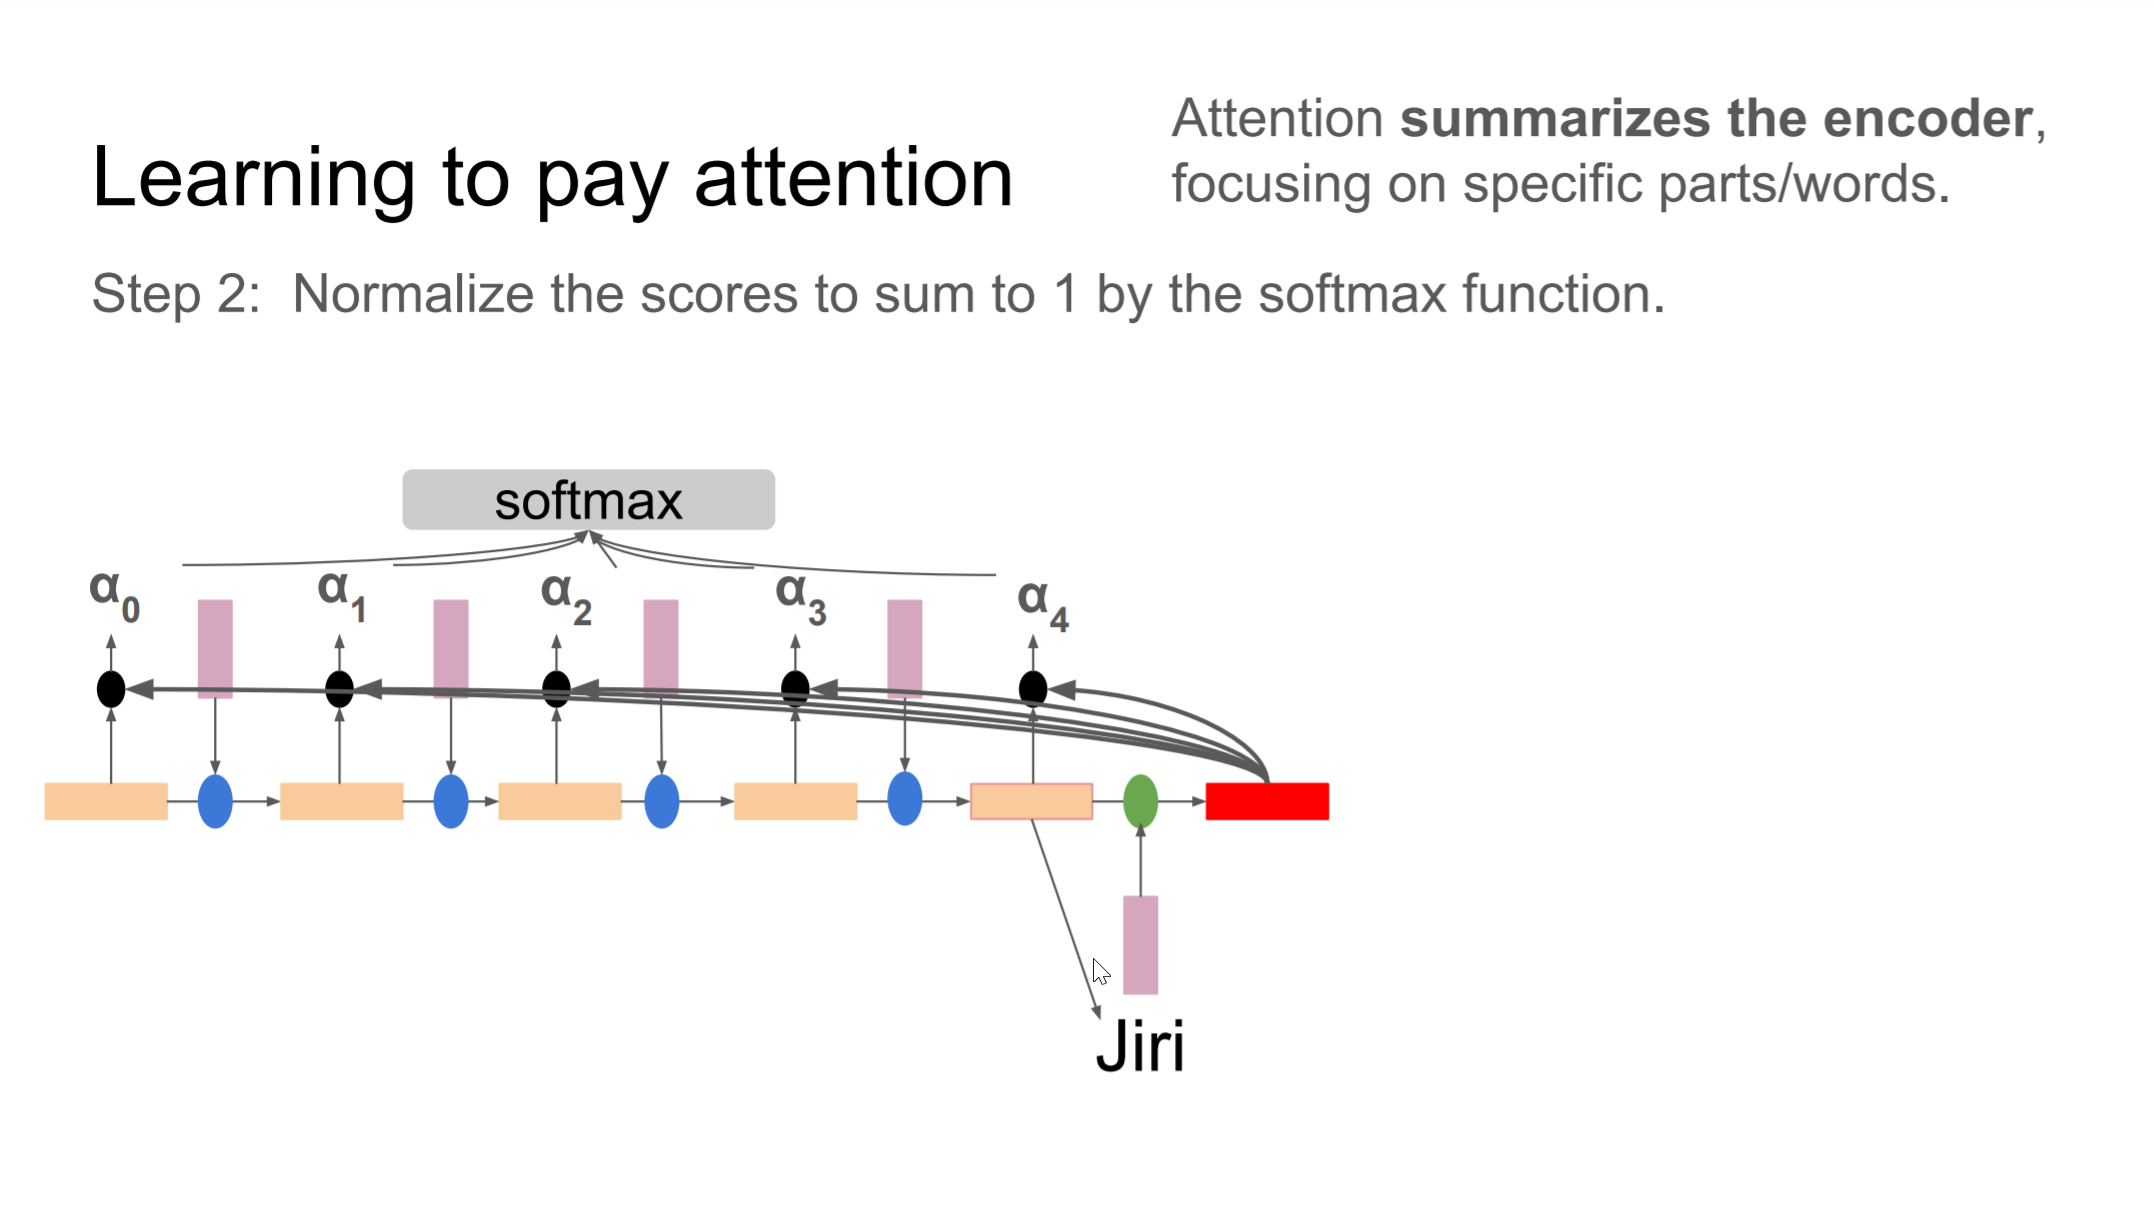 Attention summarizes the encoder,
focusing on specific parts/words.
Learning to pay attention
Step 2: Normalize the scores to sum to 1 by the softmax function.
softmax
α0 α1 α2 α3 α4
Jiri